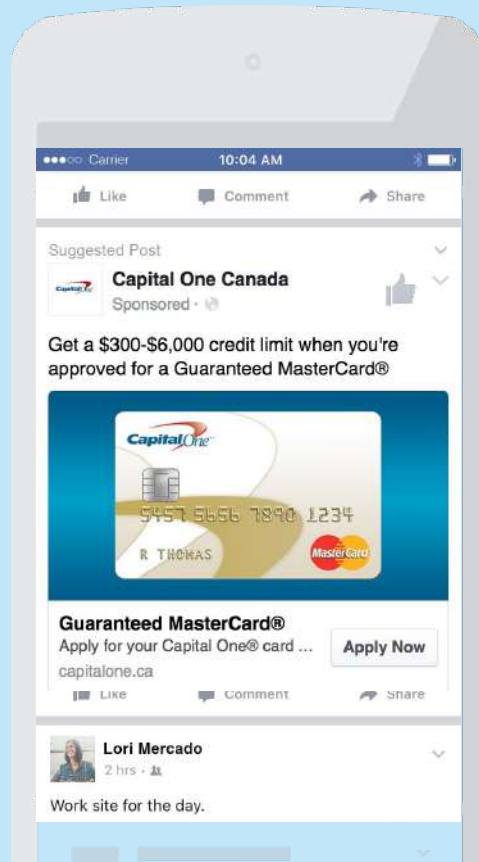 Carrier 10:04 AM
Like Comment Share
Suggested Post
Capital One Canada
Sponsored ·
Get a $300-$6,000 credit limit when you're
approved for a Guaranteed MasterCard®
CapitalOne
5457 5656 7890 1234
R THOMAS
MasterCard
Guaranteed MasterCard®
Apply for your Capital One® card ...
Apply Now
capitalone.ca
Like Comment Share
Lori Mercado
2 hrs ·
Work site for the day.